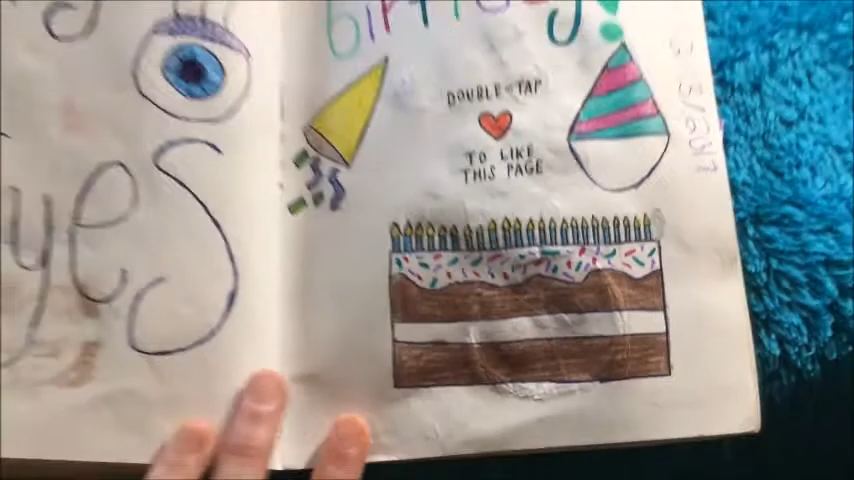 yes
birthday!
DOUBLE-TAP
TO LIKE
THIS PAGE